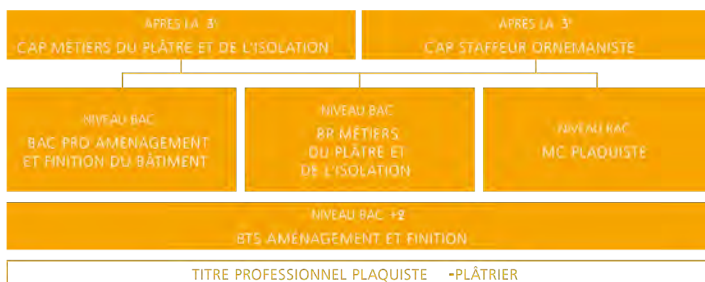 APRÈS LA 3e
CAP MÉTIERS DU PLÂTRE ET DE L'ISOLATION
APRÈS LA 3e
CAP STAFFEUR ORNEMANISTE
NIVEAU BAC
BAC PRO AMÉNAGEMENT
ET FINITION DU BÂTIMENT
NIVEAU BAC
BP MÉTIERS
DU PLÂTRE ET
DE L'ISOLATION
NIVEAU BAC
MC PLAQUISTE
NIVEAU BAC +2
BTS AMÉNAGEMENT ET FINITION
TITRE PROFESSIONNEL PLAQUISTE -PLÂTRIER